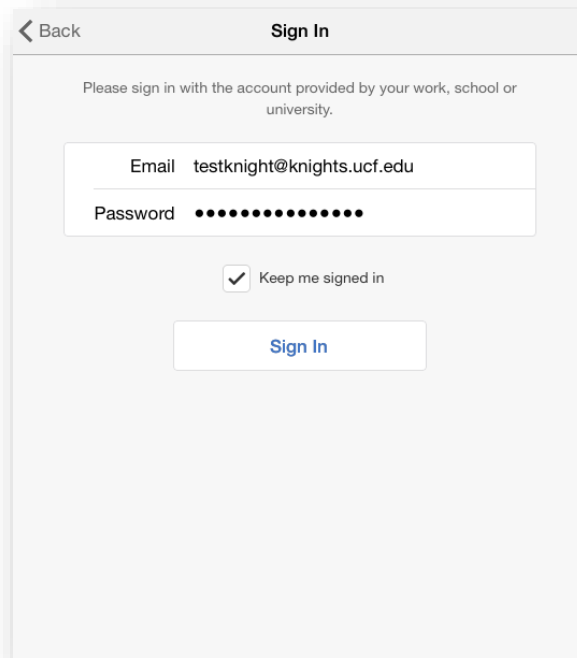 Back
Sign In
Please sign in with the account provided by your work, school or
university.
Email testknight@knights.ucf.edu
Password •••••••••••••••
Keep me signed in
Sign In